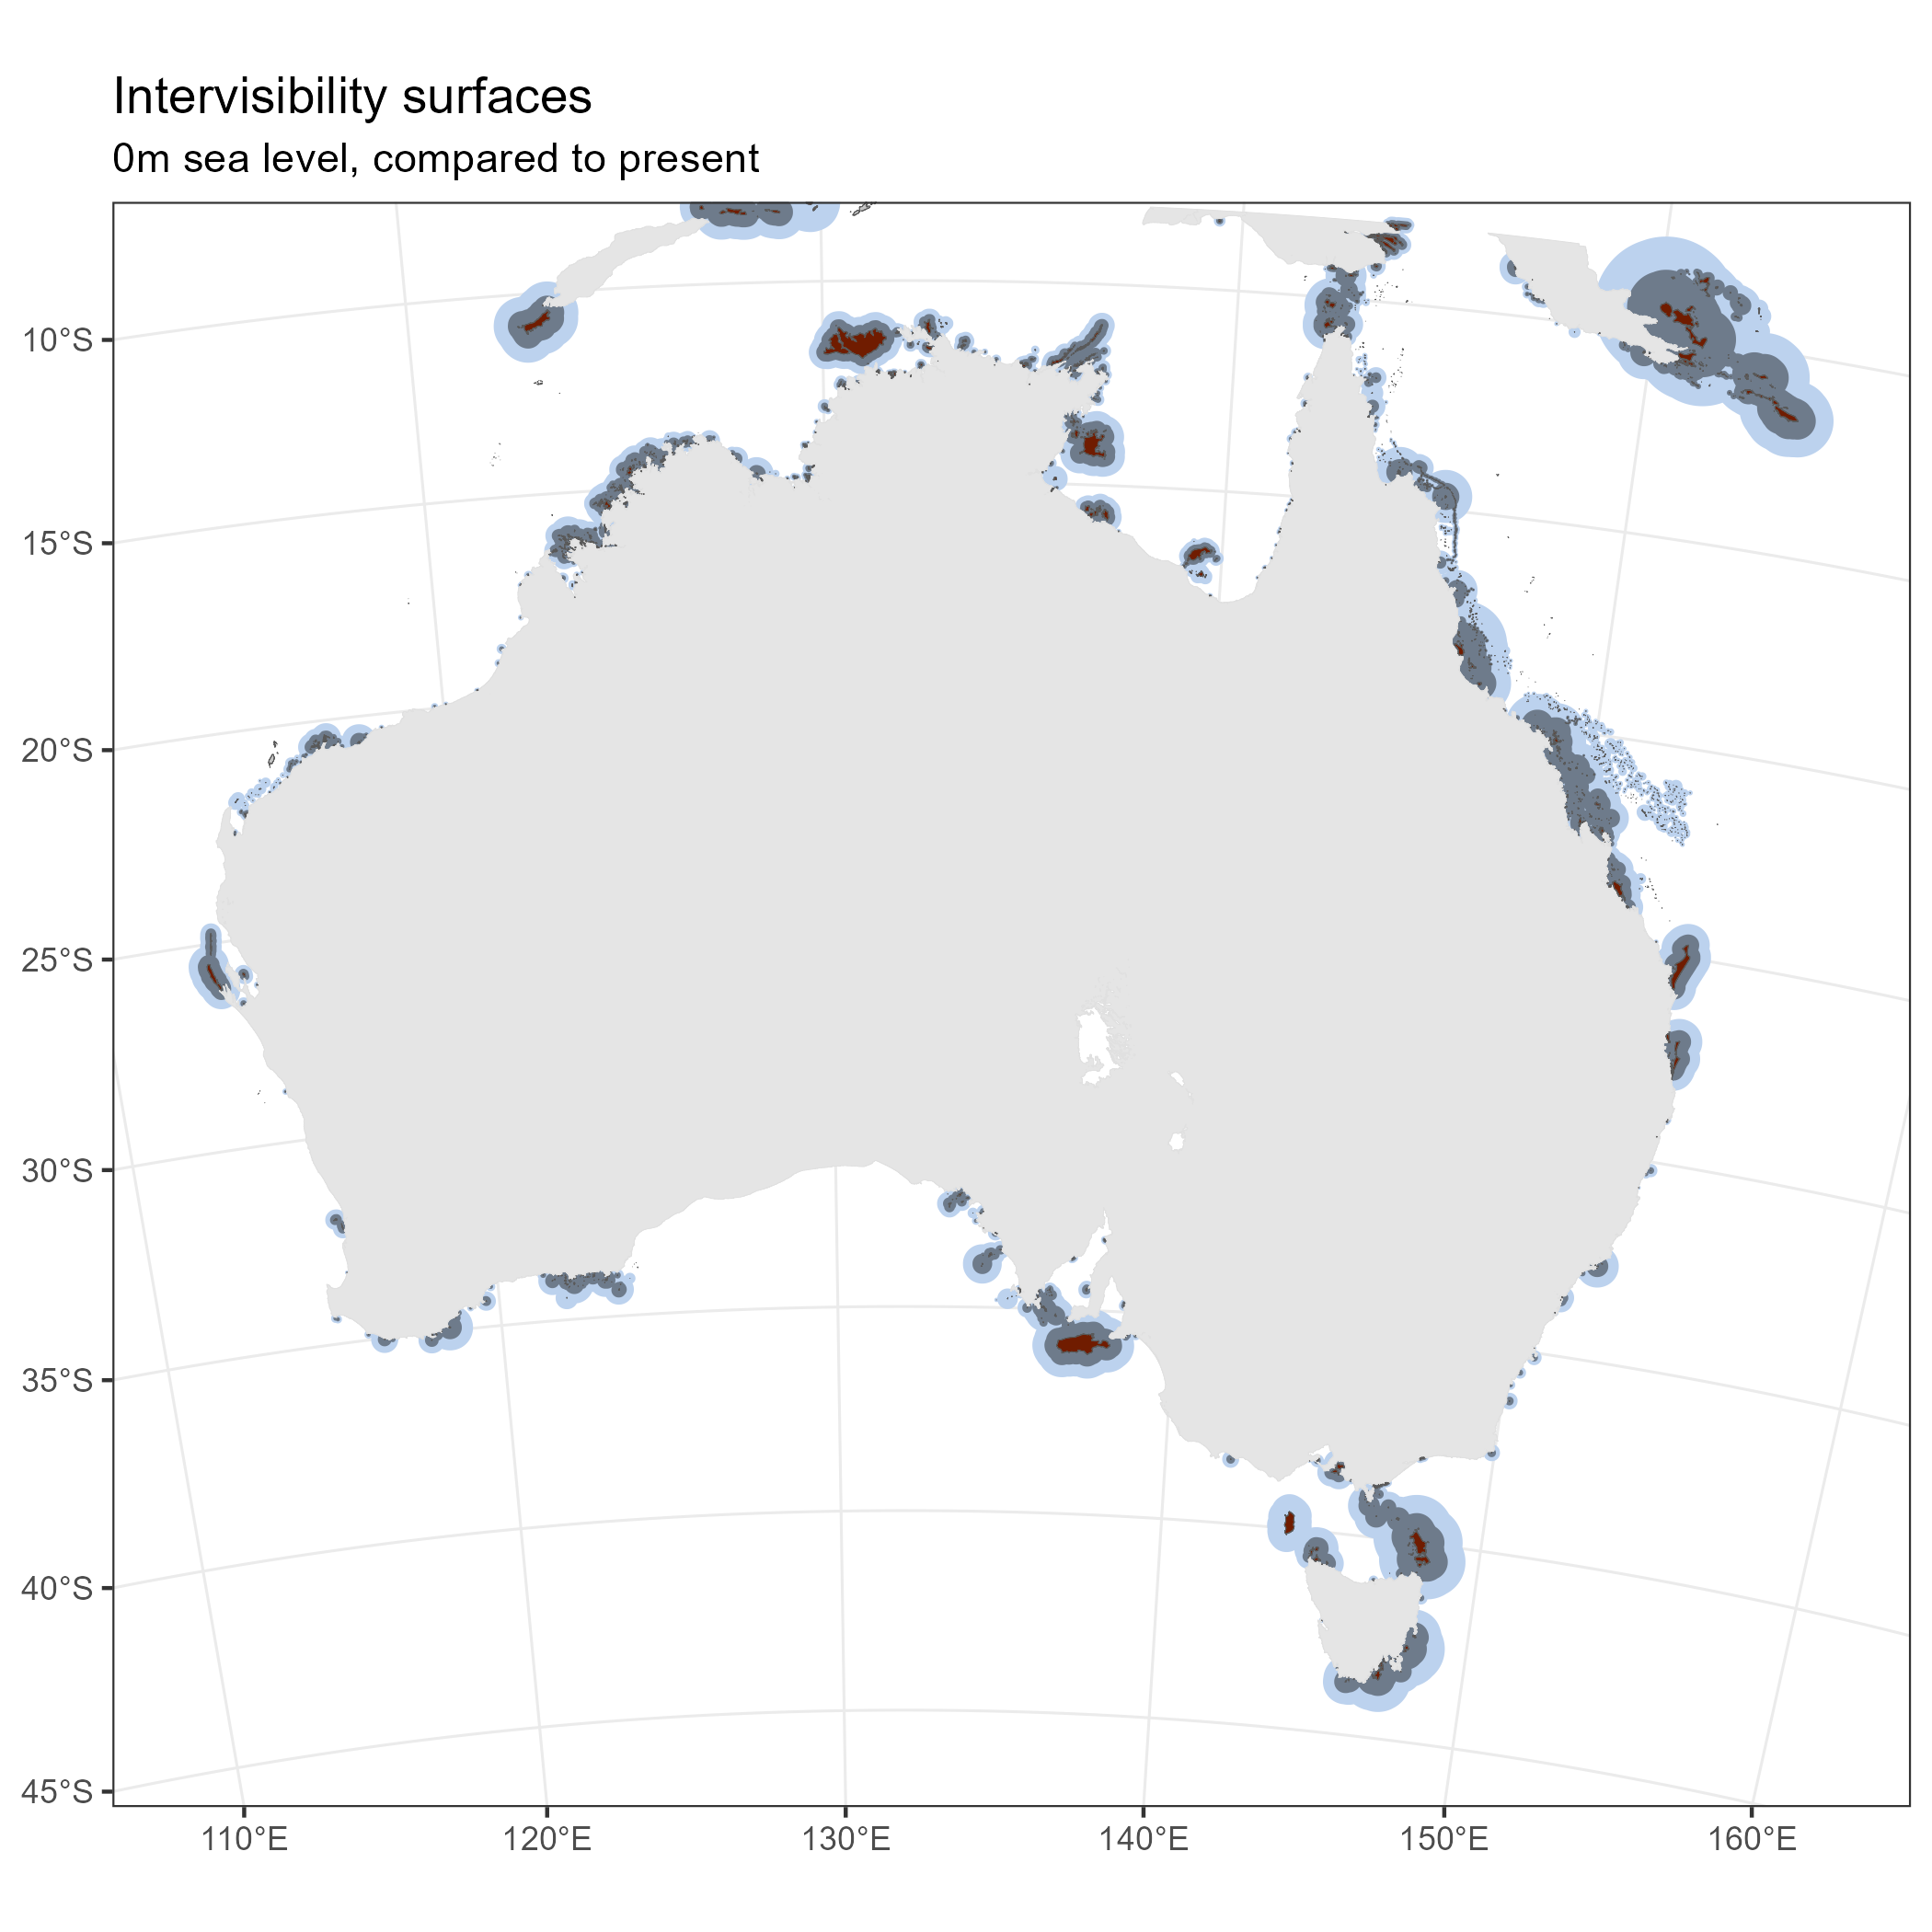 Intervisibility surfaces
0m sea level, compared to present
10°S
15°S
20°S
25°S
30°S
35°S
40°S
45°S
110°E
120°E
130°E
140°E
150°E
160°E